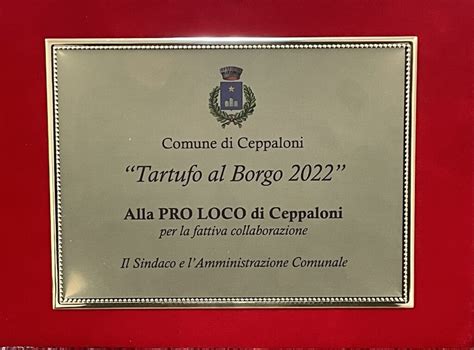 Comune di Ceppaloni
“Tartufo al Borgo 2022”
Alla PRO LOCO di Ceppaloni
per la fattiva collaborazione
Il Sindaco e l’Amministrazione Comunale